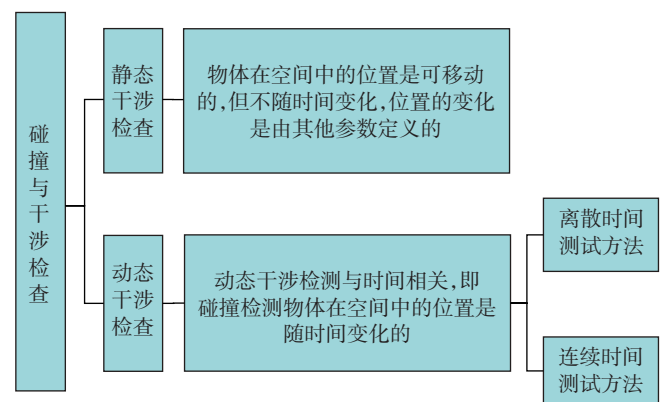 碰撞与干涉检查
静态
干涉
检查
物体在空间中的位置是可移动
的,但不随时间变化,位置的变化
是由其他参数定义的
动态
干涉
检查
动态干涉检测与时间相关,即
碰撞检测物体在空间中的位置是
随时间变化的
离散时间
测试方法
连续时间
测试方法